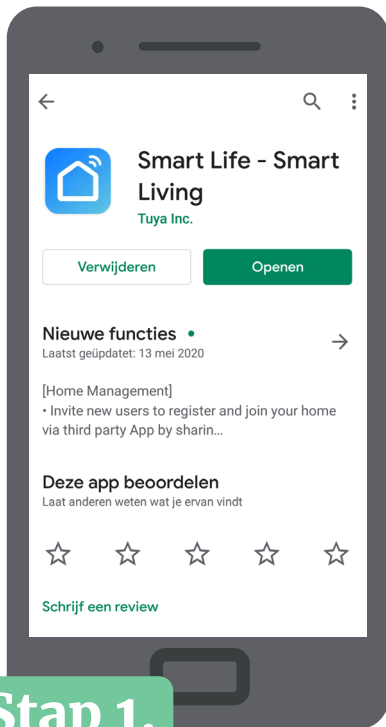 Smart Life - Smart
Living
Tuya Inc.
Verwijderen
Openen
Nieuwe functies
Laatst geüpdatet: 13 mei 2020
[Home Management]
• Invite new users to register and join your home
via third party App by sharin...
Deze app beoordelen
Laat anderen weten wat je ervan vindt
Schrijf een review
Stap 1.